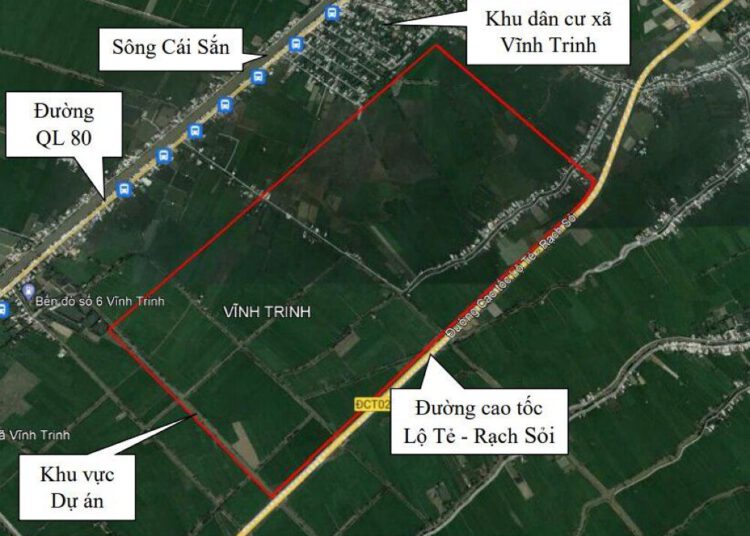 Khu dân cư xã
Vĩnh Trinh
Sông Cái Sắn
Đường
QL 80
Bến đò số 6 Vĩnh Trinh
VĨNH TRINH
Đường Cao tốc Lộ Tẻ - Rạch Sỏi
ĐCT02
Đường cao tốc
Lộ Tẻ - Rạch Sỏi
ã Vĩnh Trinh
Khu vực
Dự án